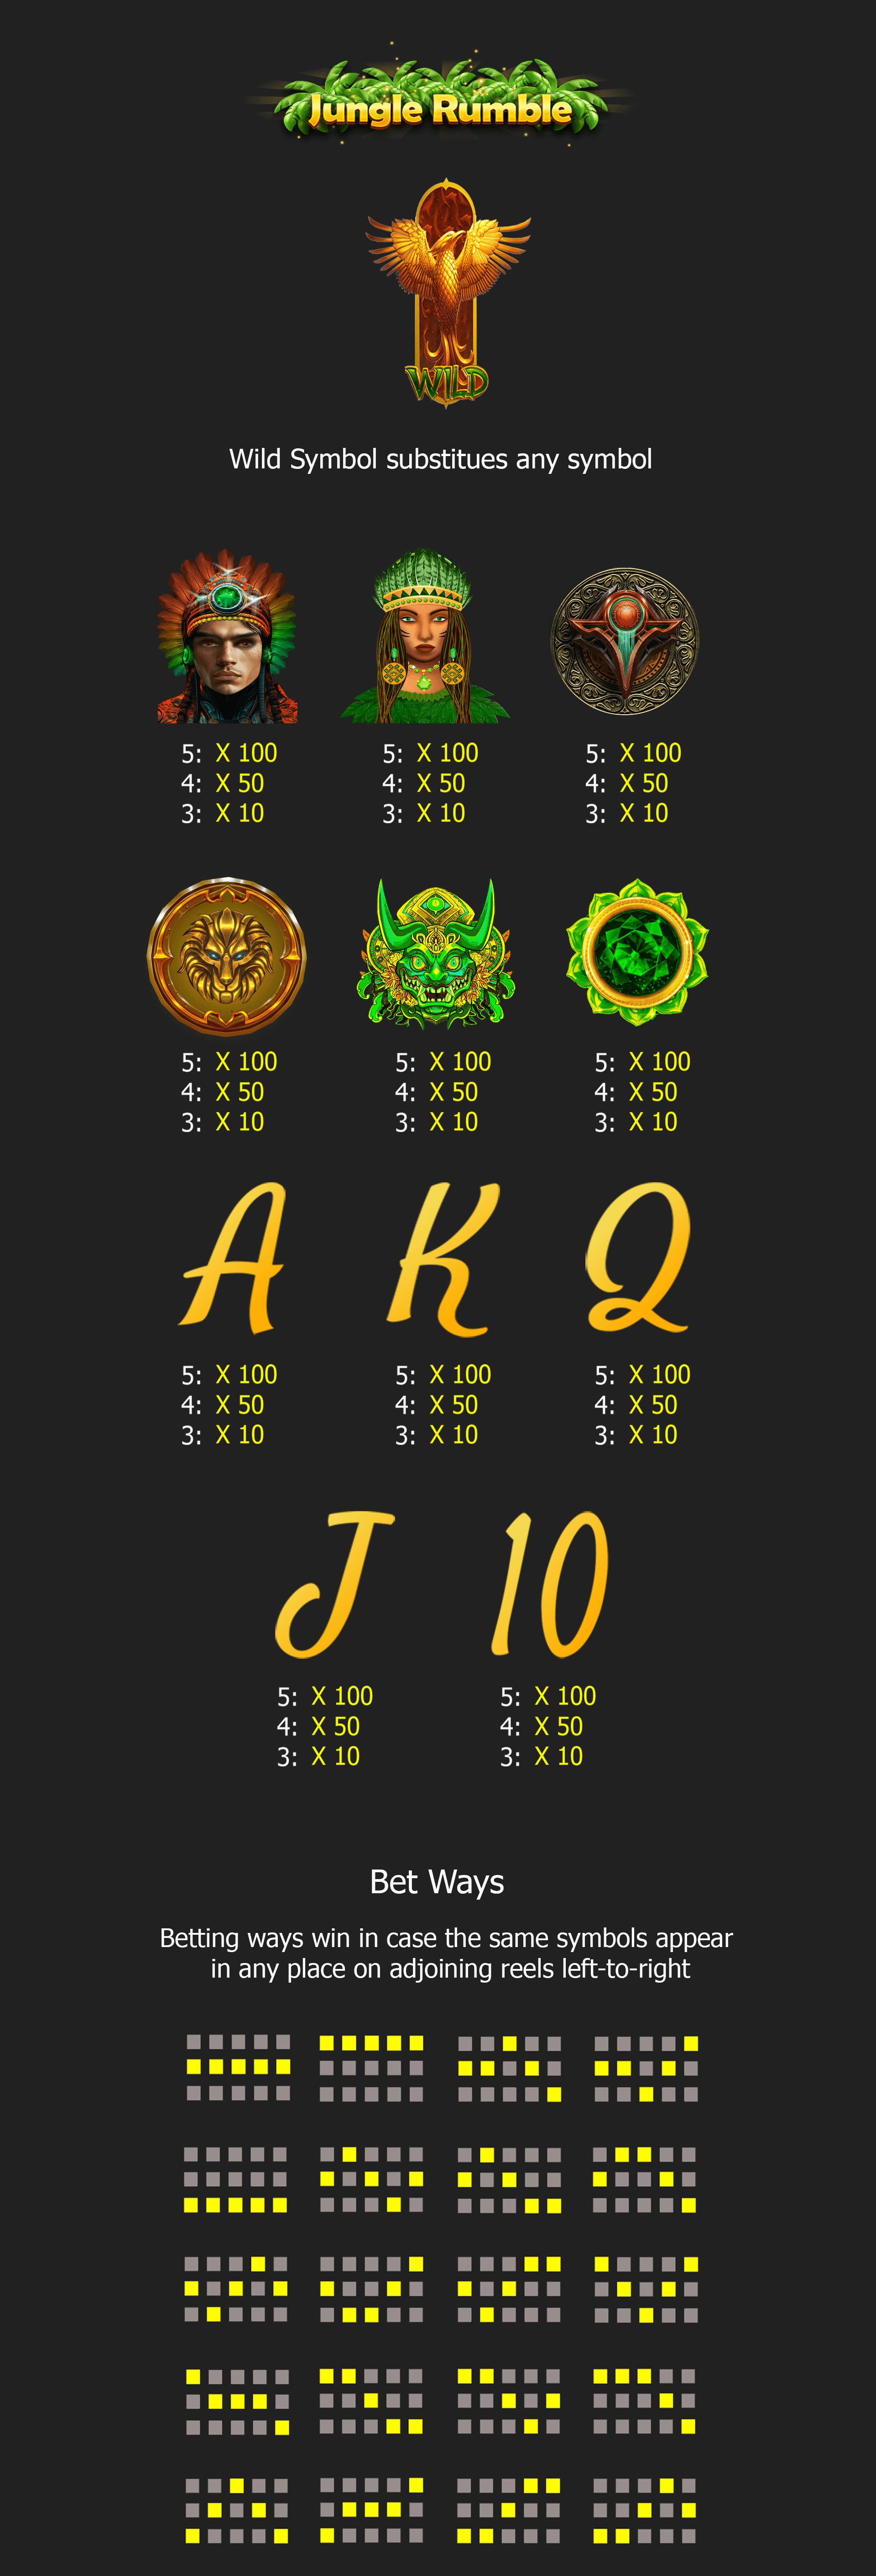 Jungle Rumble
WILD
Wild Symbol substitues any symbol
5: X 100 5: X 100 5: X 100
4: X 50 4: X 50 4: X 50
3: X 10 3: X 10 3: X 10
5: X 100 5: X 100 5: X 100
4: X 50 4: X 50 4: X 50
3: X 10 3: X 10 3: X 10
A K Q
5: X 100 5: X 100 5: X 100
4: X 50 4: X 50 4: X 50
3: X 10 3: X 10 3: X 10
J 10
5: X 100 5: X 100
4: X 50 4: X 50
3: X 10 3: X 10
Bet Ways
Betting ways win in case the same symbols appear
in any place on adjoining reels left-to-right